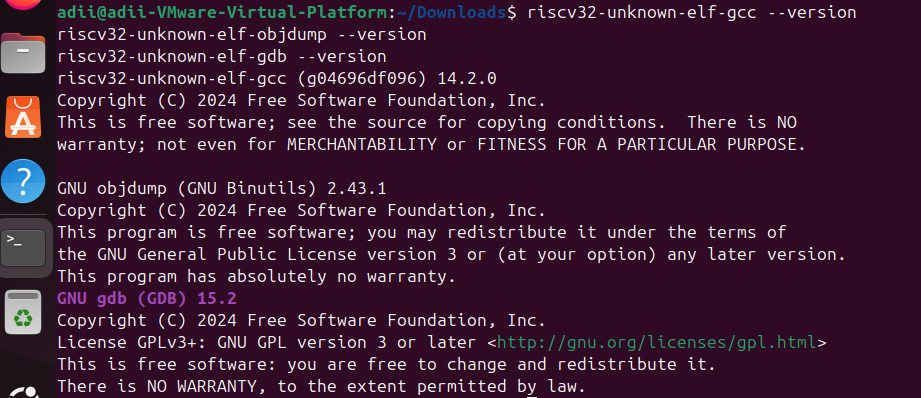 adii@adii-VMware-Virtual-Platform:~/Downloads$ riscv32-unknown-elf-gcc --version
riscv32-unknown-elf-objdump --version
riscv32-unknown-elf-gdb --version
riscv32-unknown-elf-gcc (g04696df096) 14.2.0
Copyright (C) 2024 Free Software Foundation, Inc.
This is free software; see the source for copying conditions.  There is NO
warranty; not even for MERCHANTABILITY or FITNESS FOR A PARTICULAR PURPOSE.

GNU objdump (GNU Binutils) 2.43.1
Copyright (C) 2024 Free Software Foundation, Inc.
This program is free software; you may redistribute it under the terms of
the GNU General Public License version 3 or (at your option) any later version.
This program has absolutely no warranty.
GNU gdb (GDB) 15.2
Copyright (C) 2024 Free Software Foundation, Inc.
License GPLv3+: GNU GPL version 3 or later <http://gnu.org/licenses/gpl.html>
This is free software: you are free to change and redistribute it.
There is NO WARRANTY, to the extent permitted by law.